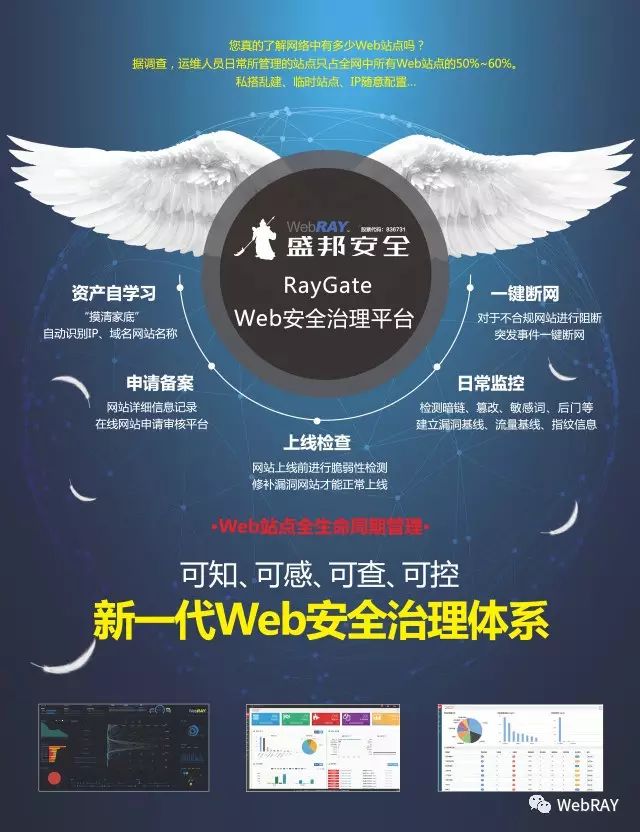 您真的了解网络中有多少Web站点吗？
据调查，运维人员日常所管理的站点只占全网中所有Web站点的50%~60%。
私搭乱建、临时站点、IP随意配置...
WebRAY 股票代码：836731
盛邦安全
RayGate
Web安全治理平台
资产自学习
“摸清家底”
自动识别IP、域名网站名称
申请备案
网站详细信息记录
在线网站申请审核平台
上线检查
网站上线前进行脆弱性检测
修补漏洞网站才能正常上线
日常监控
检测暗链、篡改、敏感词、后门等
建立漏洞基线、流量基线、指纹信息
一键断网
对于不合规网站进行阻断
突发事件一键断网
•Web站点全生命周期管理•
可知、可感、可查、可控
新一代Web安全治理体系
WebRAY
WebRAY